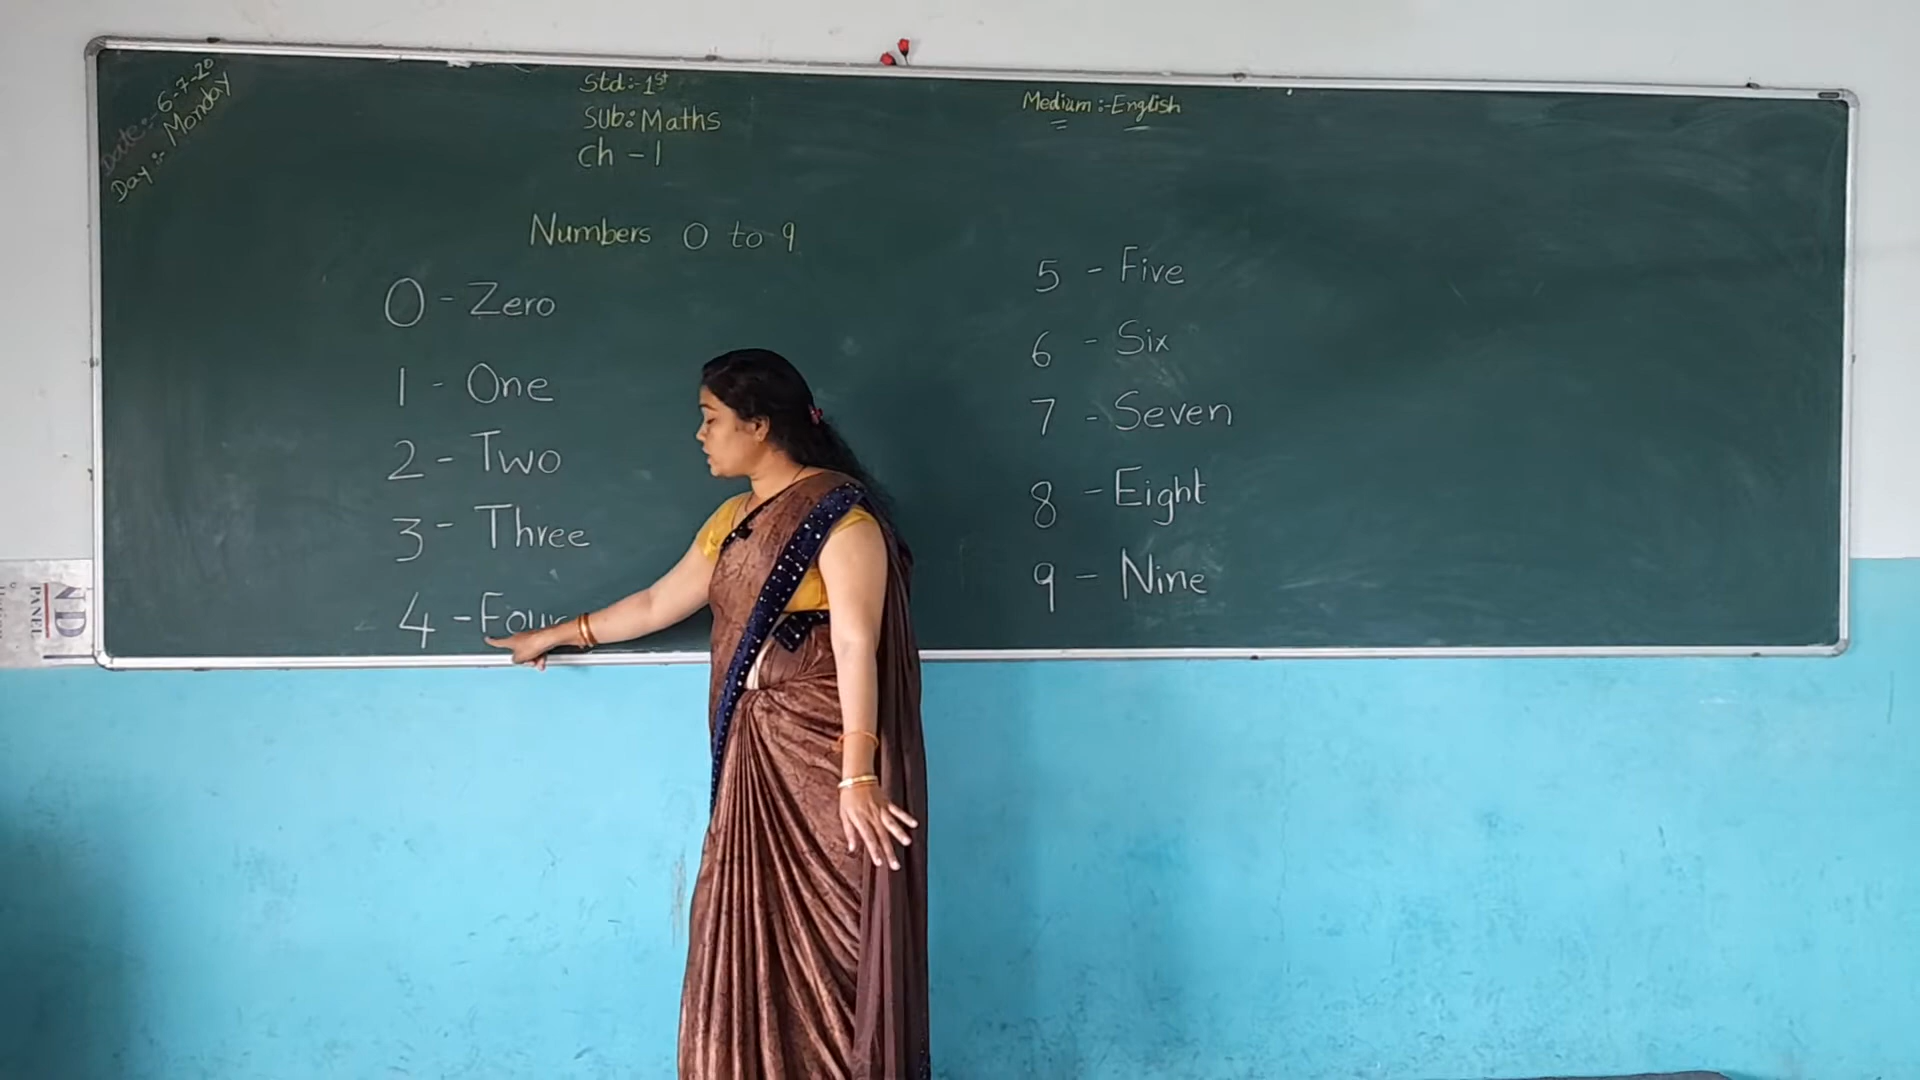 Date:- 6-7-20
Day:- Monday
Std:-1st
Sub:Maths
Ch-1
Medium:-English
Numbers 0 to 9
0 - Zero
1 - One
2 - Two
3 - Three
4 - Four
5 - Five
6 - Six
7 - Seven
8 - Eight
9 - Nine
ND
PANEL